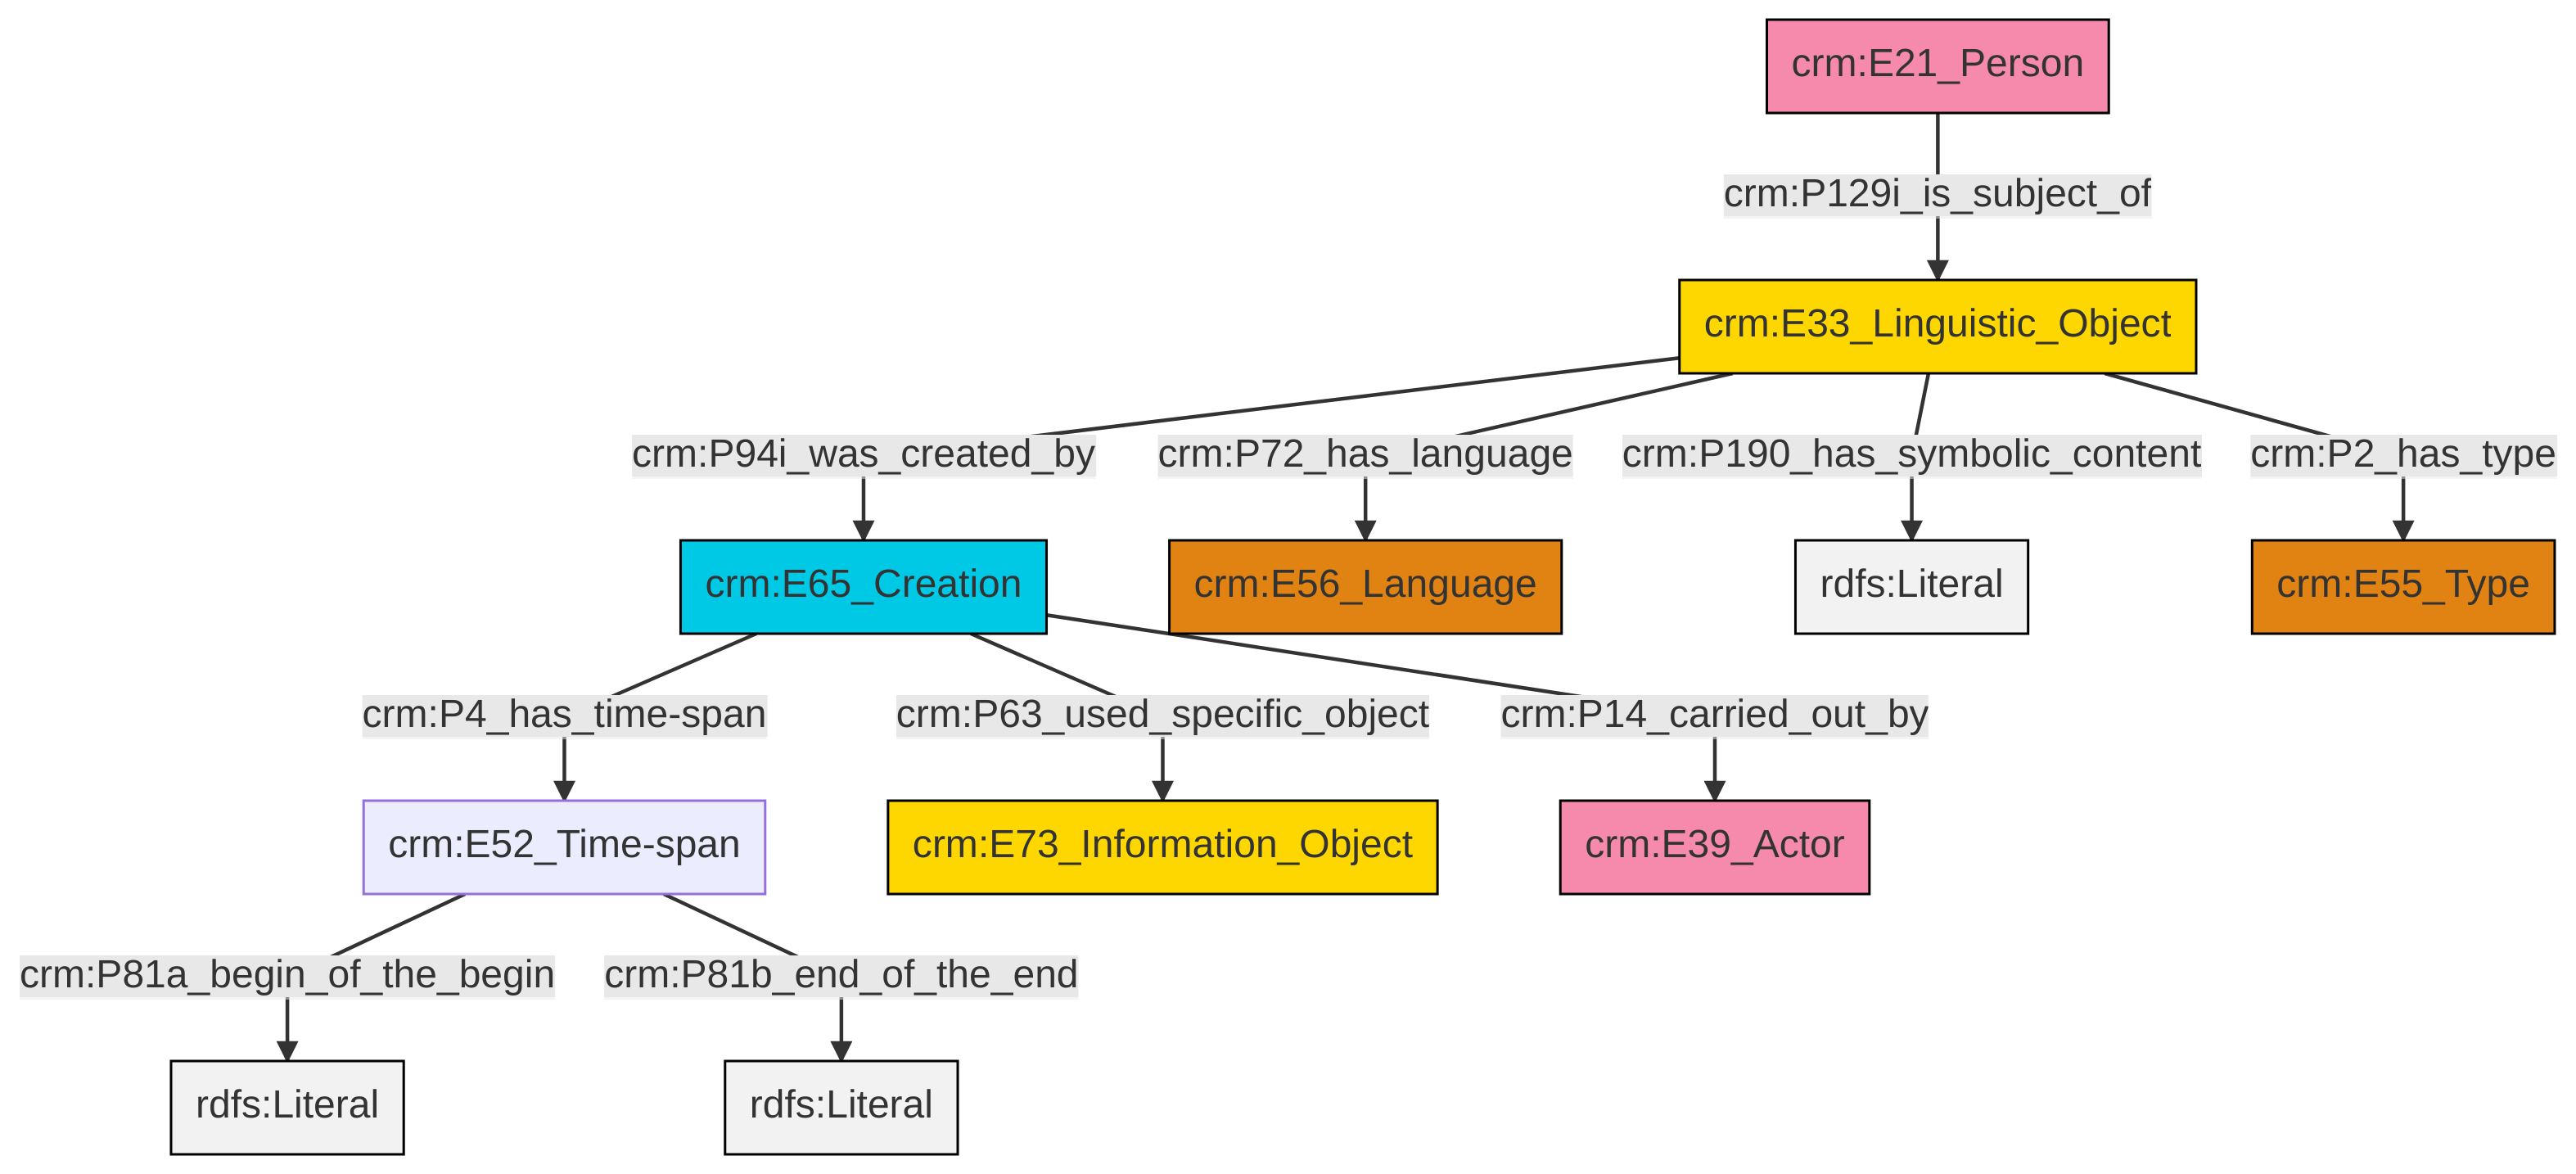 crm:E21_Person
crm:P129i_is_subject_of
crm:E33_Linguistic_Object
crm:P94i_was_created_by
crm:P72_has_language
crm:P190_has_symbolic_content
crm:P2_has_type
crm:E65_Creation
crm:E56_Language
rdfs:Literal
crm:E55_Type
crm:P4_has_time-span
crm:P63_used_specific_object
crm:P14_carried_out_by
crm:E52_Time-span
crm:E73_Information_Object
crm:E39_Actor
crm:P81a_begin_of_the_begin
crm:P81b_end_of_the_end
rdfs:Literal
rdfs:Literal